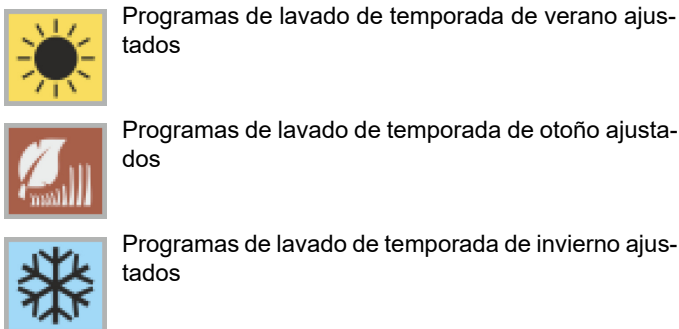 Programas de lavado de temporada de verano ajus-
tados
Programas de lavado de temporada de otoño ajusta-
dos
Programas de lavado de temporada de invierno ajus-
tados